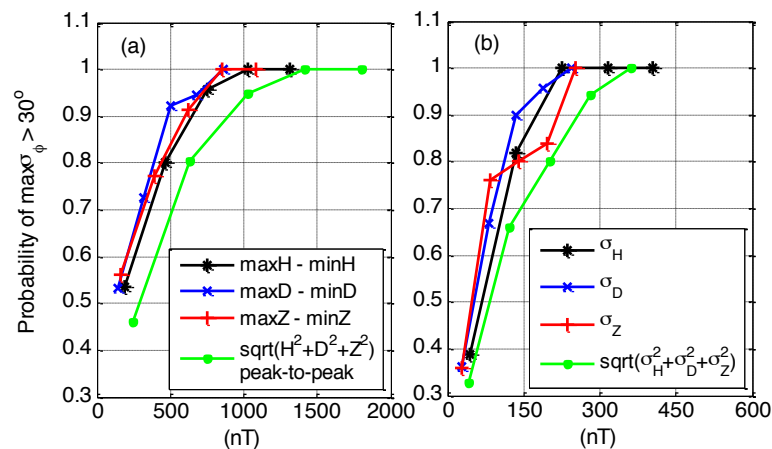 Probability of maxσϕ > 30°
1.1
1
0.9
0.8
0.7
0.6
0.5
0.4
0.3
(a)
maxH - minH
maxD - minD
maxZ - minZ
sqrt(H²+D²+Z²)
peak-to-peak
0 500 1000 1500 2000
(nT)
1.1
1
0.9
0.8
0.7
0.6
0.5
0.4
0.3
(b)
σH
σD
σZ
sqrt(σ²H+σ²D+σ²Z)
0 150 300 450 600
(nT)